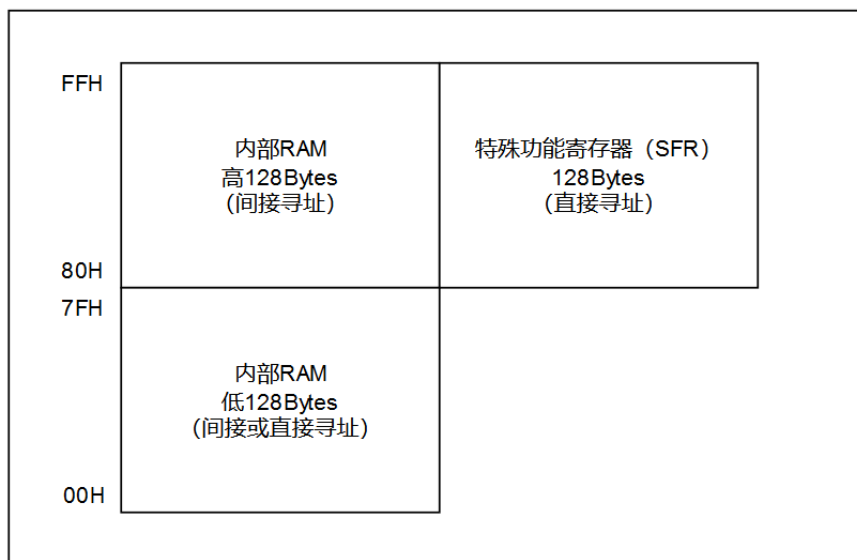 FFH
内部RAM
高128Bytes
(间接寻址)
特殊功能寄存器（SFR）
128Bytes
(直接寻址)
80H
7FH
内部RAM
低128Bytes
(间接或直接寻址）
00H